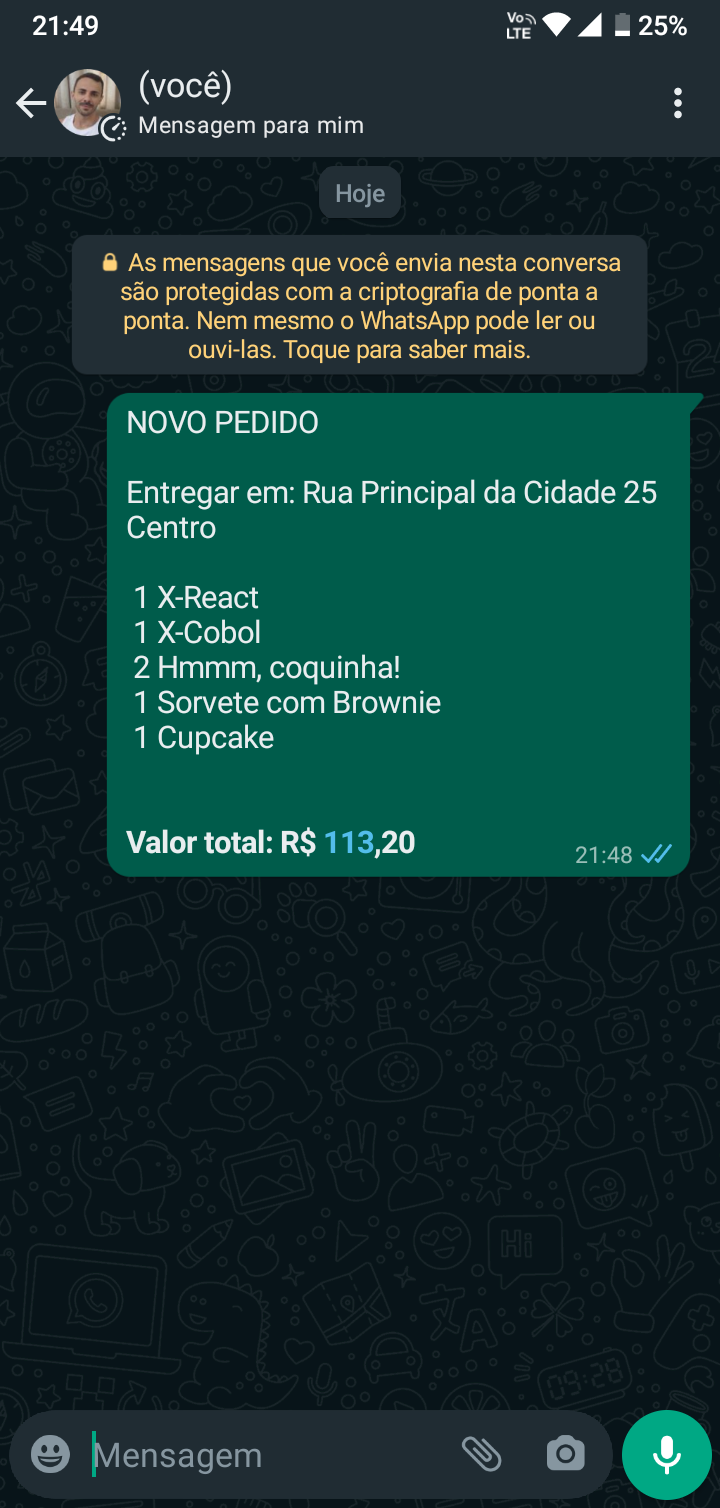 21:49
Vo LTE
25%
(você)
Mensagem para mim
Hoje
As mensagens que você envia nesta conversa
são protegidas com a criptografia de ponta a
ponta. Nem mesmo o WhatsApp pode ler ou
ouvi-las. Toque para saber mais.
NOVO PEDIDO
Entregar em: Rua Principal da Cidade 25
Centro
1 X-React
1 X-Cobol
2 Hmmm, coquinha!
1 Sorvete com Brownie
1 Cupcake
Valor total: R$ 113,20
21:48
Hi
09:28
Mensagem